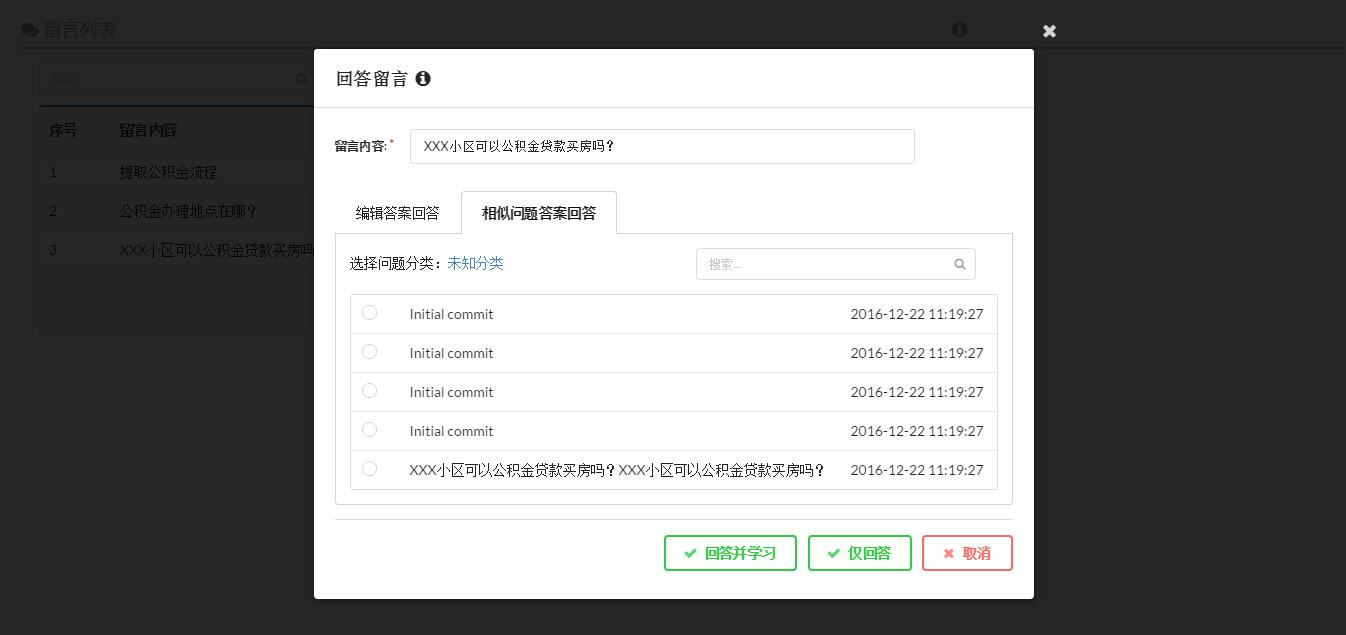 留言列表
搜索...
序号 留言内容
1 提取公积金流程
2 公积金办理地点在哪？
3 XXX小区可以公积金贷款买房吗
回答留言
留言内容:* XXX小区可以公积金贷款买房吗？
编辑答案回答 相似问题答案回答
选择问题分类：未知分类 搜索...
Initial commit 2016-12-22 11:19:27
Initial commit 2016-12-22 11:19:27
Initial commit 2016-12-22 11:19:27
Initial commit 2016-12-22 11:19:27
XXX小区可以公积金贷款买房吗？XXX小区可以公积金贷款买房吗？ 2016-12-22 11:19:27
回答并学习 仅回答 取消